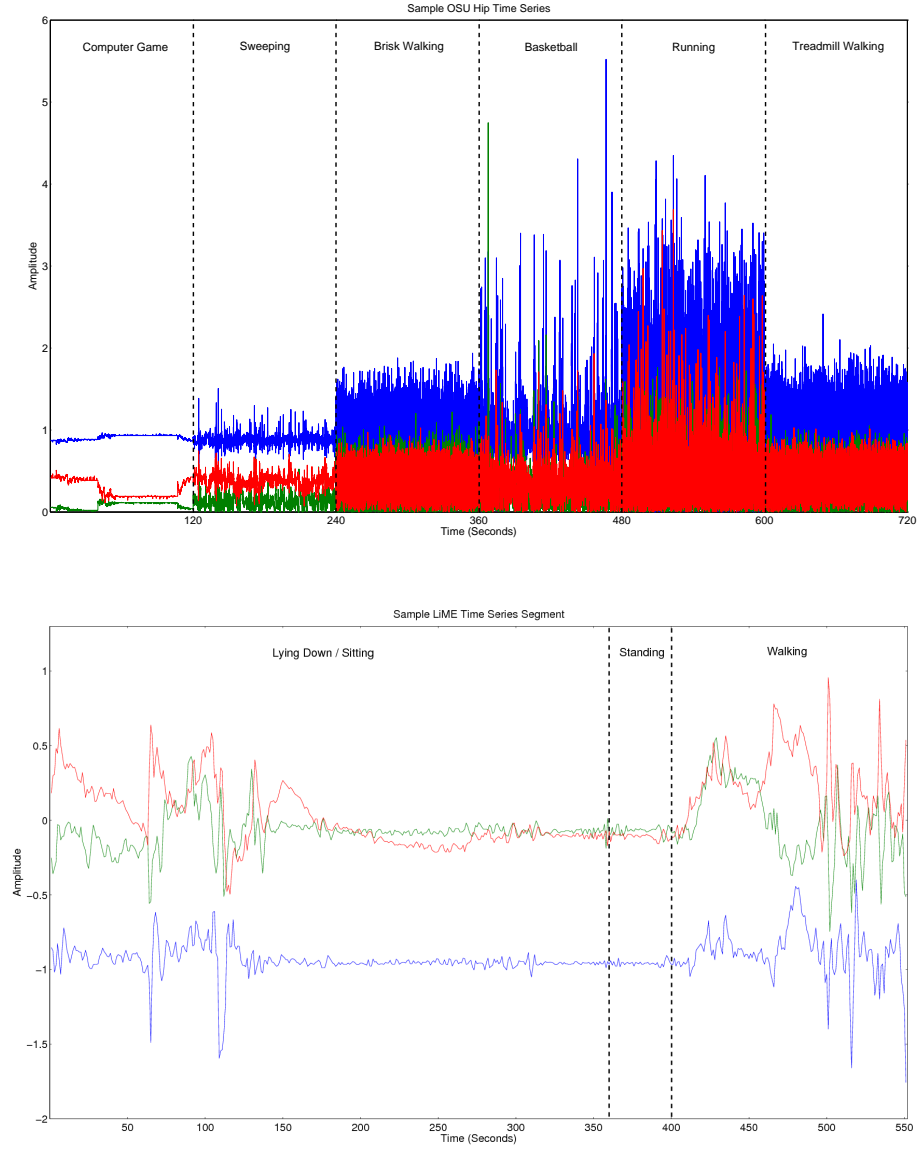 Sample OSU Hip Time Series
6
Computer Game Sweeping Brisk Walking Basketball Running Treadmill Walking
5
4
3
Amplitude
2
1
0
120 240 360 480 600 720
Time (Seconds)
Sample LiME Time Series Segment
Lying Down / Sitting Standing Walking
1
0.5
0
Amplitude
−0.5
−1
−1.5
−2
50 100 150 200 250 300 350 400 450 500 550
Time (Seconds)